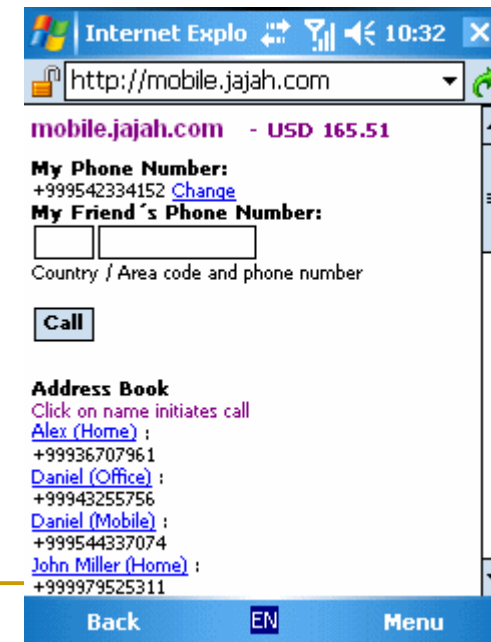 Internet Explo 10:32
http://mobile.jajah.com
mobile.jajah.com - USD 165.51
My Phone Number:
+999542334152 Change
My Friend´s Phone Number:
Country / Area code and phone number
Call
Address Book
Click on name initiates call
Alex (Home) :
+99936707961
Daniel (Office) :
+99943255756
Daniel (Mobile) :
+999544337074
John Miller (Home) :
+999979525311
Back EN Menu